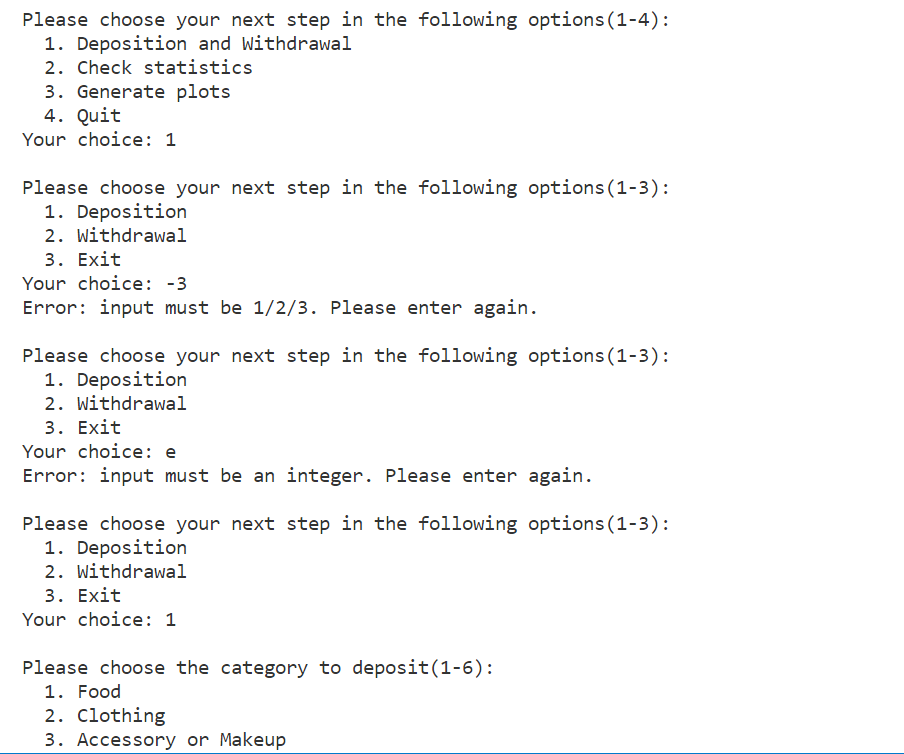 Please choose your next step in the following options(1-4):
  1. Deposition and Withdrawal
  2. Check statistics
  3. Generate plots
  4. Quit
Your choice: 1

Please choose your next step in the following options(1-3):
  1. Deposition
  2. Withdrawal
  3. Exit
Your choice: -3
Error: input must be 1/2/3. Please enter again.

Please choose your next step in the following options(1-3):
  1. Deposition
  2. Withdrawal
  3. Exit
Your choice: e
Error: input must be an integer. Please enter again.

Please choose your next step in the following options(1-3):
  1. Deposition
  2. Withdrawal
  3. Exit
Your choice: 1

Please choose the category to deposit(1-6):
  1. Food
  2. Clothing
  3. Accessory or Makeup